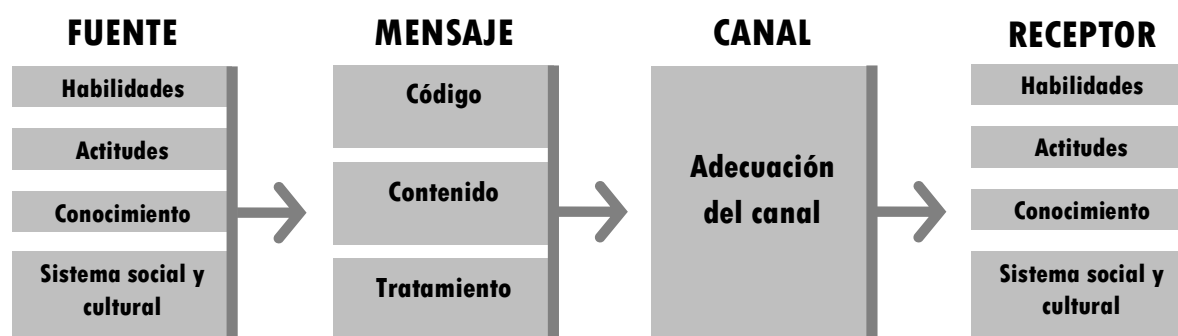 FUENTE
Habilidades
Actitudes
Conocimiento
Sistema social y
cultural
MENSAJE
Código
Contenido
Tratamiento
CANAL
Adecuación
del canal
RECEPTOR
Habilidades
Actitudes
Conocimiento
Sistema social y
cultural